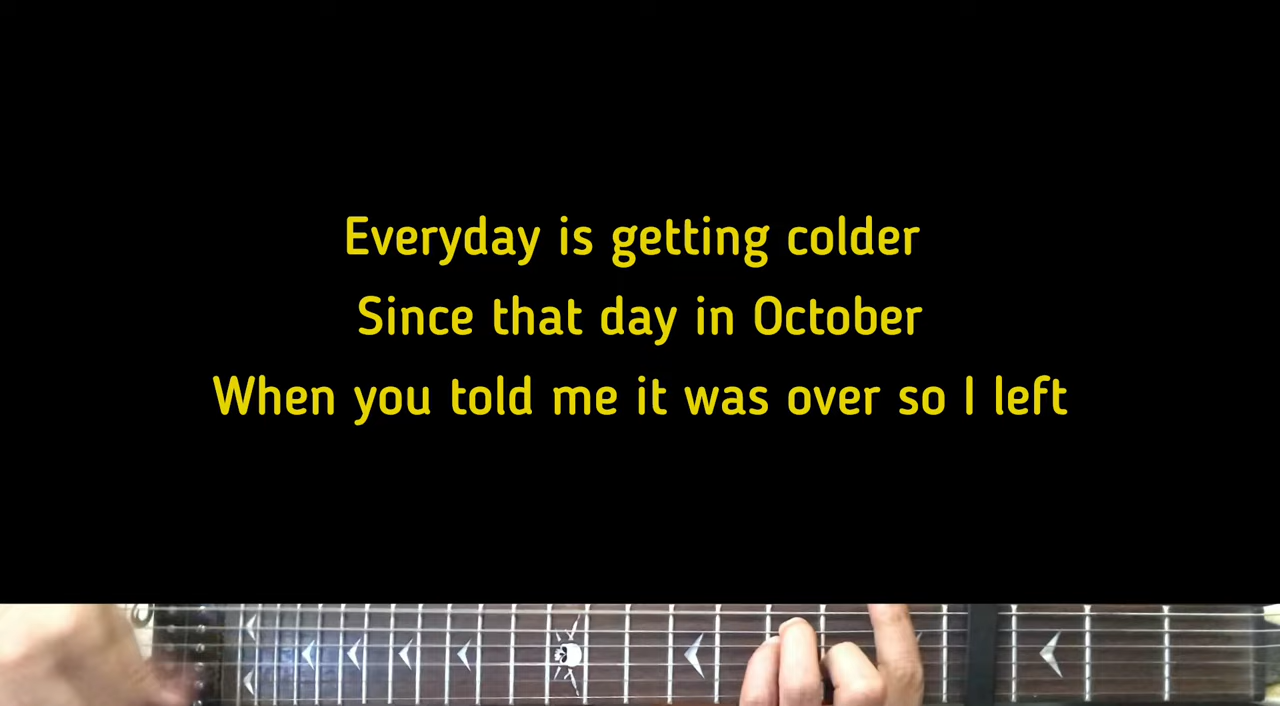 Everyday is getting colder
Since that day in October
When you told me it was over so I left